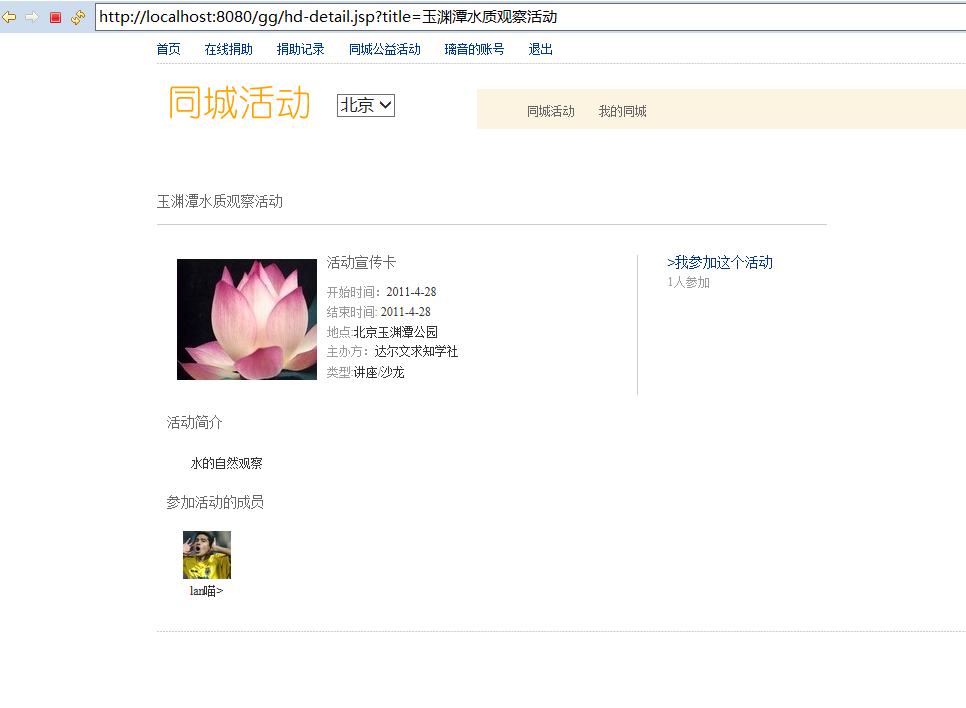 http://localhost:8080/gg/hd-detail.jsp?title=玉渊潭水质观察活动
首页 在线捐助 捐助记录 同城公益活动 璃音的账号 退出
同城活动 北京 同城活动 我的同城
玉渊潭水质观察活动
活动宣传卡
>我参加这个活动
1人参加
开始时间：2011-4-28
结束时间: 2011-4-28
地点:北京玉渊潭公园
主办方：达尔文求知学社
类型:讲座/沙龙
活动简介
水的自然观察
参加活动的成员
lan喵>